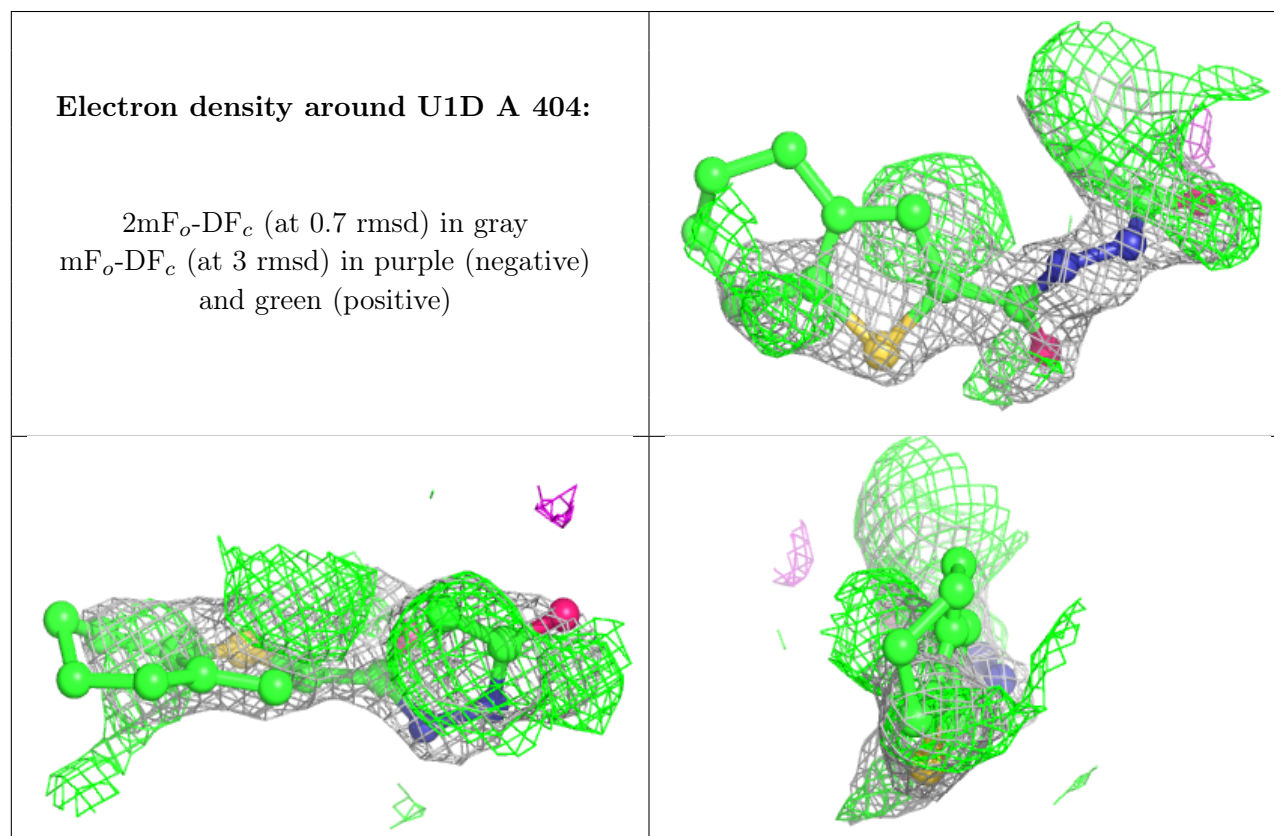 Electron density around U1D A 404:
2mFo-DFc (at 0.7 rmsd) in gray
mFo-DFc (at 3 rmsd) in purple (negative)
and green (positive)